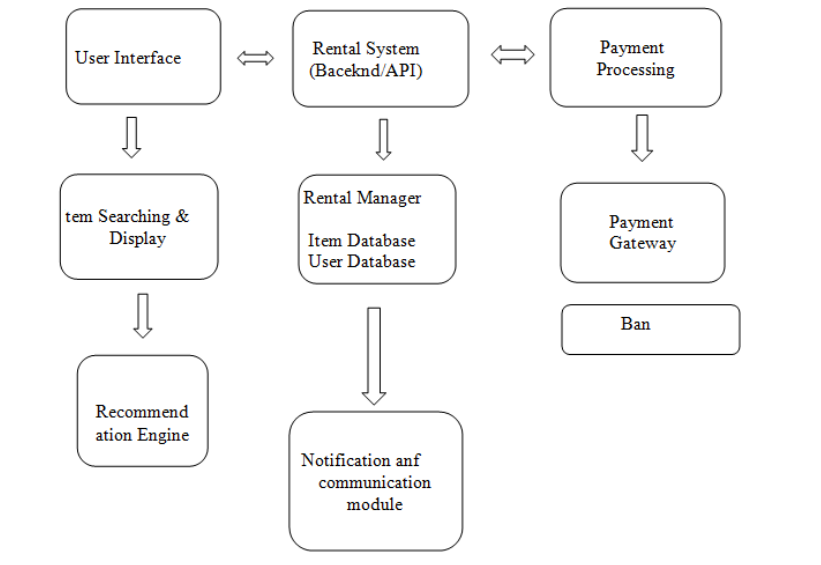 User Interface
Rental System
(Baceknd/API)
Payment
Processing
tem Searching &
Display
Rental Manager
Item Database
User Database
Payment
Gateway
Ban
Recommend
ation Engine
Notification anf
communication
module